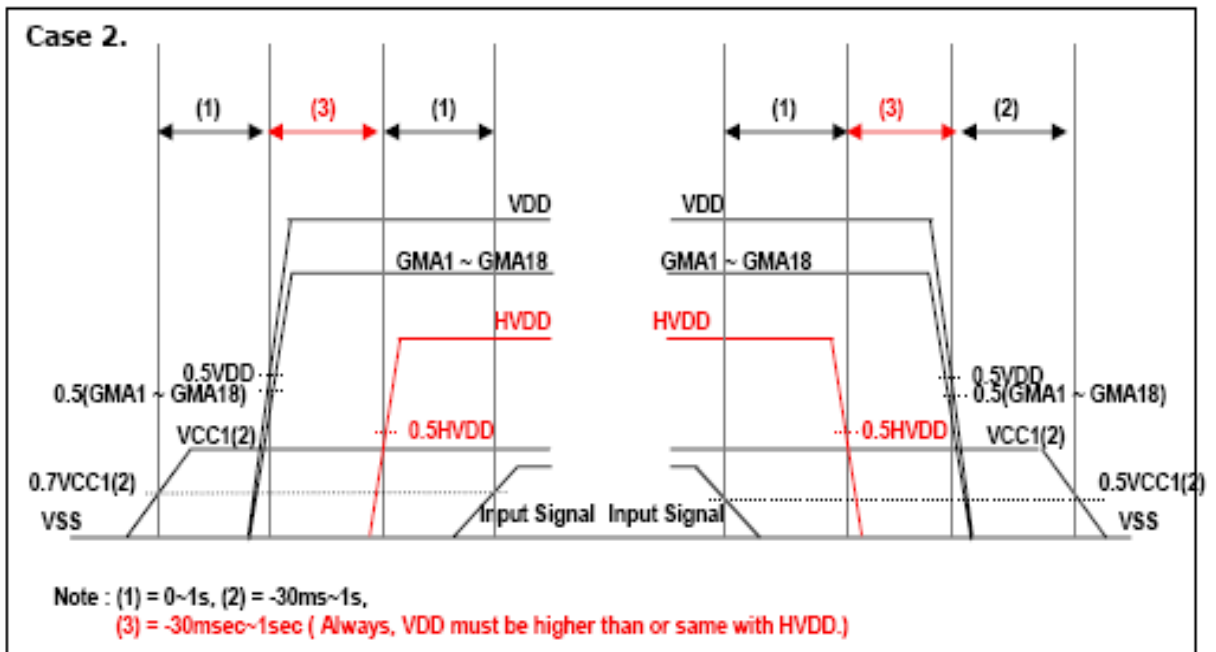 Case 2.
(1) (3) (1) (1) (3) (2)
VDD VDD
GMA1 ~ GMA18 GMA1 ~ GMA18
HVDD HVDD
0.5VDD 0.5VDD
0.5(GMA1 ~ GMA18) 0.5(GMA1 ~ GMA18)
VCC1(2) 0.5HVDD 0.5HVDD VCC1(2)
0.7VCC1(2) 0.5VCC1(2)
VSS Input Signal Input Signal VSS
Note : (1) = 0~1s, (2) = -30ms~1s,
(3) = -30msec~1sec ( Always, VDD must be higher than or same with HVDD.)